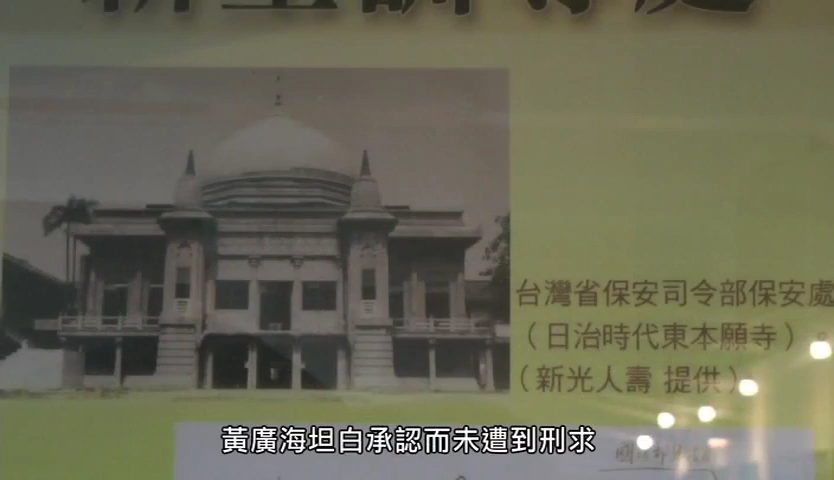 台灣省保安司令部保安處
（日治時代東本願寺）
（新光人壽 提供）
黃廣海坦白承認而未遭到刑求